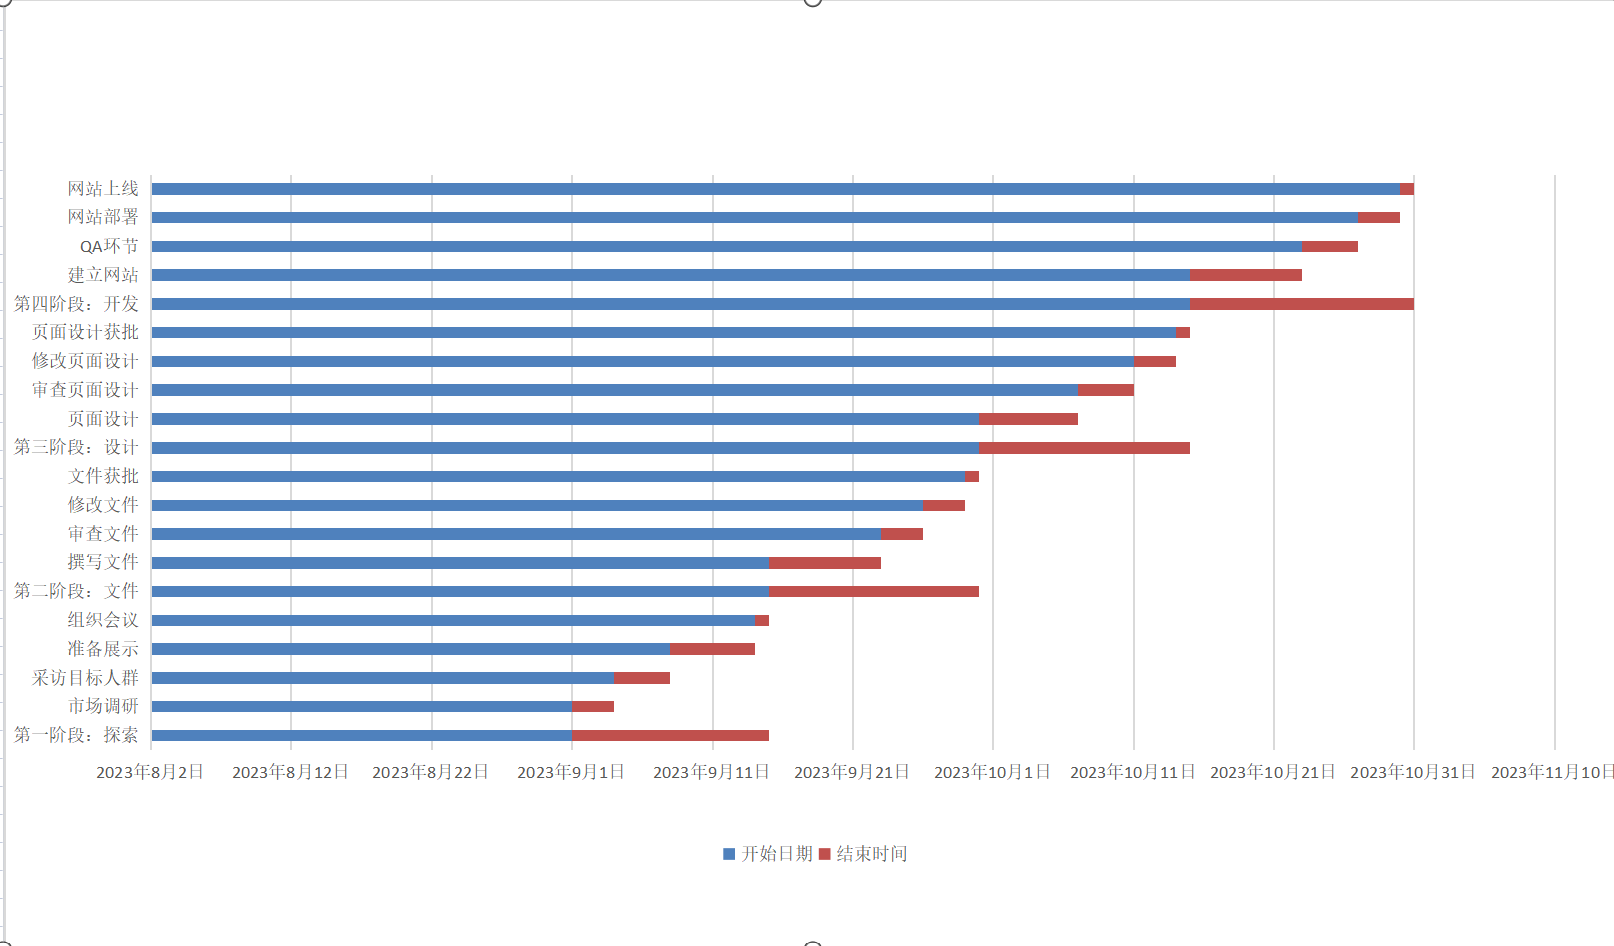 网站上线
网站部署
QA环节
建立网站
第四阶段：开发
页面设计获批
修改页面设计
审查页面设计
页面设计
第三阶段：设计
文件获批
修改文件
审查文件
撰写文件
第二阶段：文件
组织会议
准备展示
采访目标人群
市场调研
第一阶段：探索
2023年8月2日 2023年8月12日 2023年8月22日 2023年9月1日 2023年9月11日 2023年9月21日 2023年10月1日 2023年10月11日 2023年10月21日 2023年10月31日 2023年11月10日
开始日期 结束时间